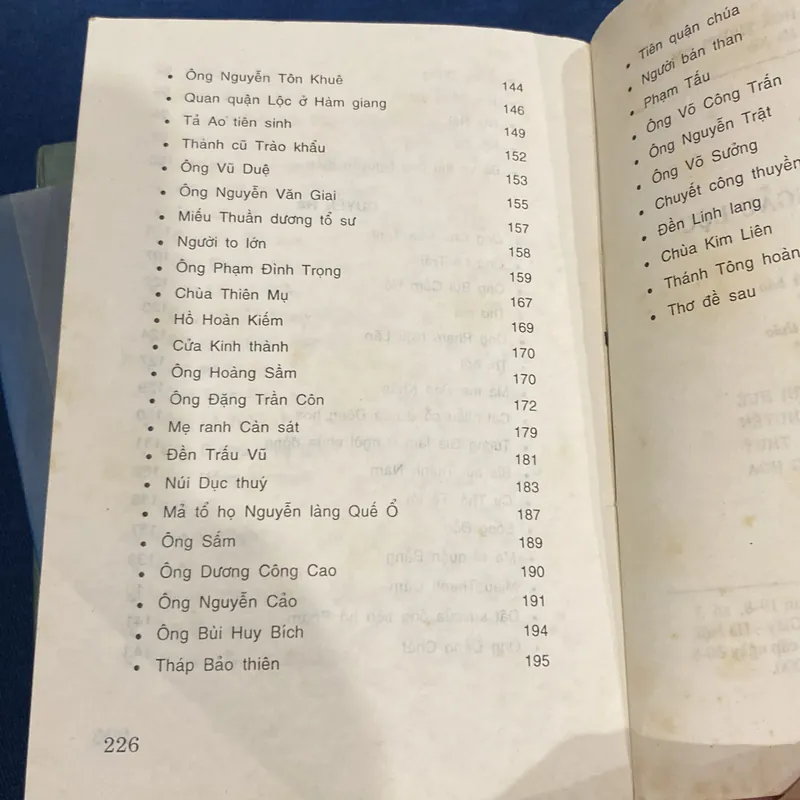 • Ông Nguyễn Tôn Khuê 144
• Quan quận Lộc ở Hàm giang 146
• Tả Ao tiên sinh 149
• Thành cũ Trào khẩu 152
• Ông Vũ Duệ 153
• Ông Nguyễn Văn Giai 155
• Miếu Thuần dương tổ sư 157
• Người to lớn 158
• Ông Phạm Đình Trọng 159
• Chùa Thiên Mụ 167
• Hồ Hoàn Kiếm 169
• Cửa Kinh thành 170
• Ông Hoàng Sầm 170
• Ông Đặng Trần Côn 172
• Mẹ ranh Càn sát 179
• Đền Trấu Vũ 181
• Núi Dục thuý 183
• Mả tổ họ Nguyễn làng Quế Ổ 187
• Ông Sấm 189
• Ông Dương Công Cao 190
• Ông Nguyễn Cảo 191
• Ông Bùi Huy Bích 194
• Tháp Bảo thiên 195
226
• Tiên quận chúa
• Người bán than
• Phạm Tấu
• Ông Võ Công Trấn
• Ông Nguyễn Trật
• Ông Võ Sưởng
• Chuyết công thuyền
• Đền Linh lang
• Chùa Kim Liên
• Thánh Tông hoàn
• Thơ đề sau